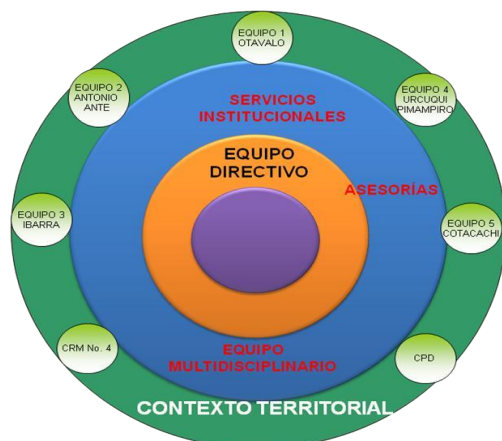 EQUIPO 1
OTAVALO
EQUIPO 2
ANTONIO
ANTE
EQUIPO 4
URCUQUI
PIMAMPIRO
SERVICIOS
INSTITUCIONALES
EQUIPO
DIRECTIVO
ASESORÍAS
EQUIPO 3
IBARRA
EQUIPO 5
COTACACHI
EQUIPO
MULTIDISCIPLINARIO
CRM No. 4
CPD
CONTEXTO TERRITORIAL